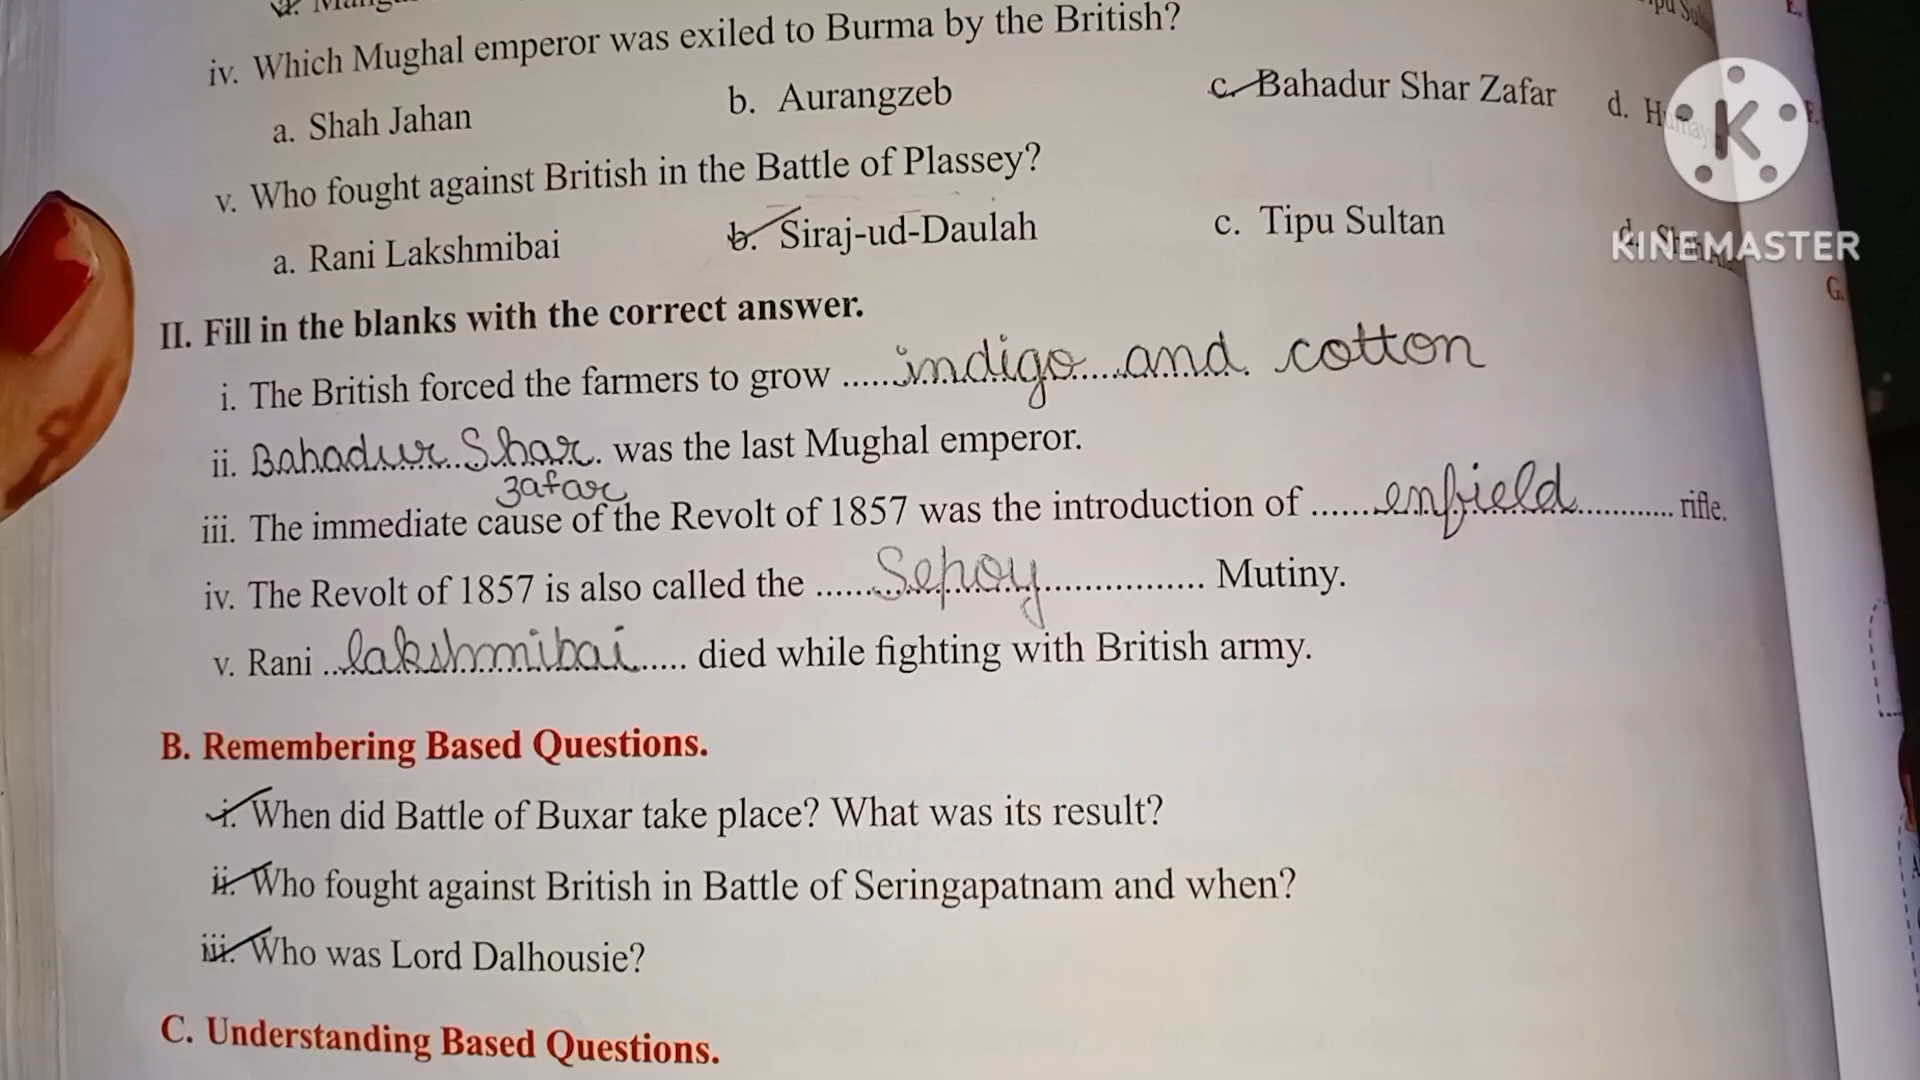 iv. Which Mughal emperor was exiled to Burma by the British?
a. Shah Jahan b. Aurangzeb c. Bahadur Shar Zafar d.
v. Who fought against British in the Battle of Plassey?
a. Rani Lakshmibai b. Siraj-ud-Daulah c. Tipu Sultan d.
KINEMASTER
G.
II. Fill in the blanks with the correct answer.
i. The British forced the farmers to grow ..... indigo and cotton
ii. Bahadur Shar zafar was the last Mughal emperor.
iii. The immediate cause of the Revolt of 1857 was the introduction of ...... enfield ............ rifle.
iv. The Revolt of 1857 is also called the ...... Sepoy ................ Mutiny.
v. Rani .. lakshmibai ..... died while fighting with British army.
B. Remembering Based Questions.
i. When did Battle of Buxar take place? What was its result?
ii. Who fought against British in Battle of Seringapatnam and when?
iii. Who was Lord Dalhousie?
C. Understanding Based Questions.